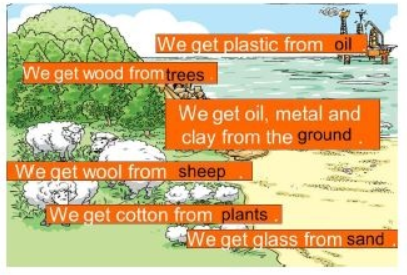 We get plastic from oil .
We get wood from trees .
We get oil, metal and
clay from the ground .
We get wool from sheep .
We get cotton from plants .
We get glass from sand .